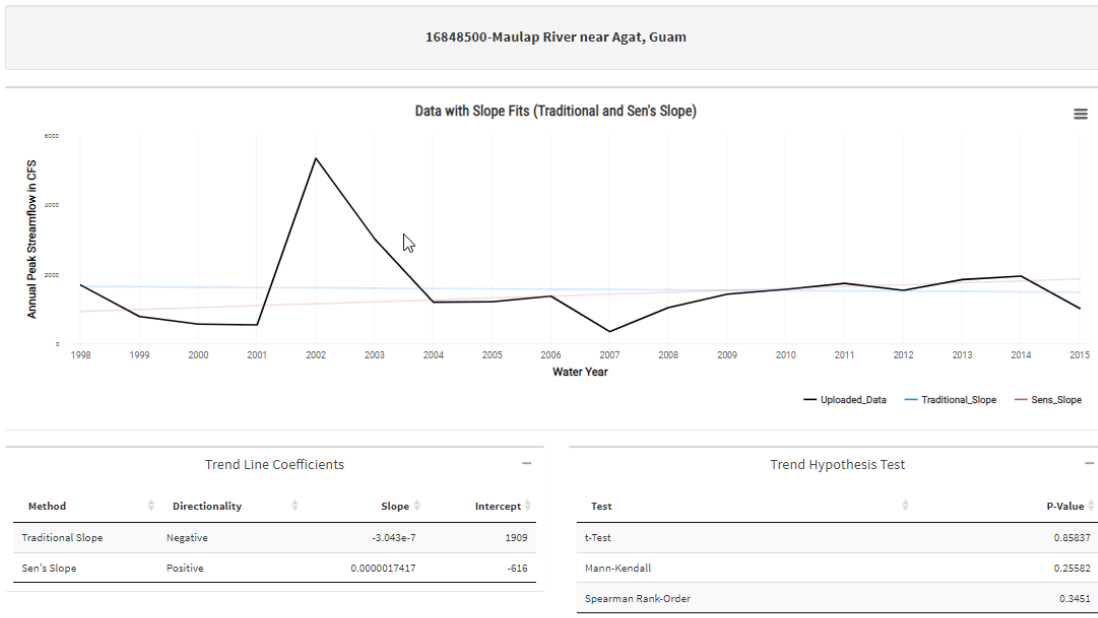 16848500-Maulap River near Agat, Guam
Data with Slope Fits (Traditional and Sen's Slope)
Annual Peak Streamflow in CFS
6000
4000
2000
0
1998 1999 2000 2001 2002 2003 2004 2005 2006 2007 2008 2009 2010 2011 2012 2013 2014 2015
Water Year
Uploaded_Data Traditional_Slope Sens_Slope
Trend Line Coefficients
Method Directionality Slope Intercept
Traditional Slope Negative -3.043e-7 1909
Sen's Slope Positive 0.0000017417 -616
Trend Hypothesis Test
Test P-Value
t-Test 0.85837
Mann-Kendall 0.25582
Spearman Rank-Order 0.3451